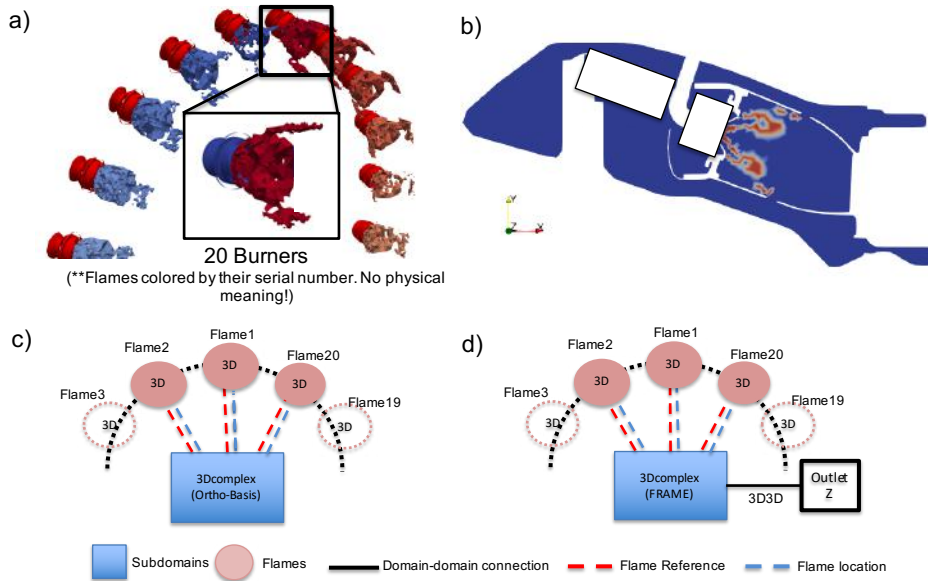 a)
20 Burners
(**Flames colored by their serial number. No physical
meaning!)
b)
Y
Z
X
c)
Flame1
Flame2
Flame20
Flame3
Flame19
3D
3D
3D
3D
3D
3Dcomplex
(Ortho-Basis)
d)
Flame1
Flame2
Flame20
Flame3
Flame19
3D
3D
3D
3D
3D
3Dcomplex
(FRAME)
3D3D
Outlet
Z
Subdomains
Flames
Domain-domain connection
Flame Reference
Flame location